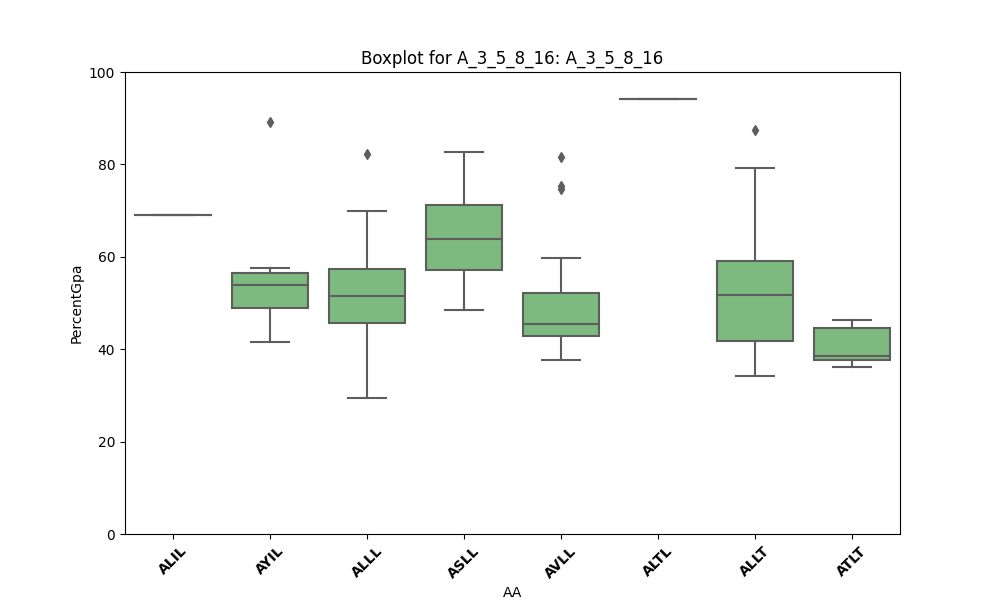 Boxplot for A_3_5_8_16: A_3_5_8_16
100
80
60
40
20
0
PercentGpa
ALIL
AYIL
ALLL
ASLL
AVLL
ALTL
ALLT
ATLT
AA